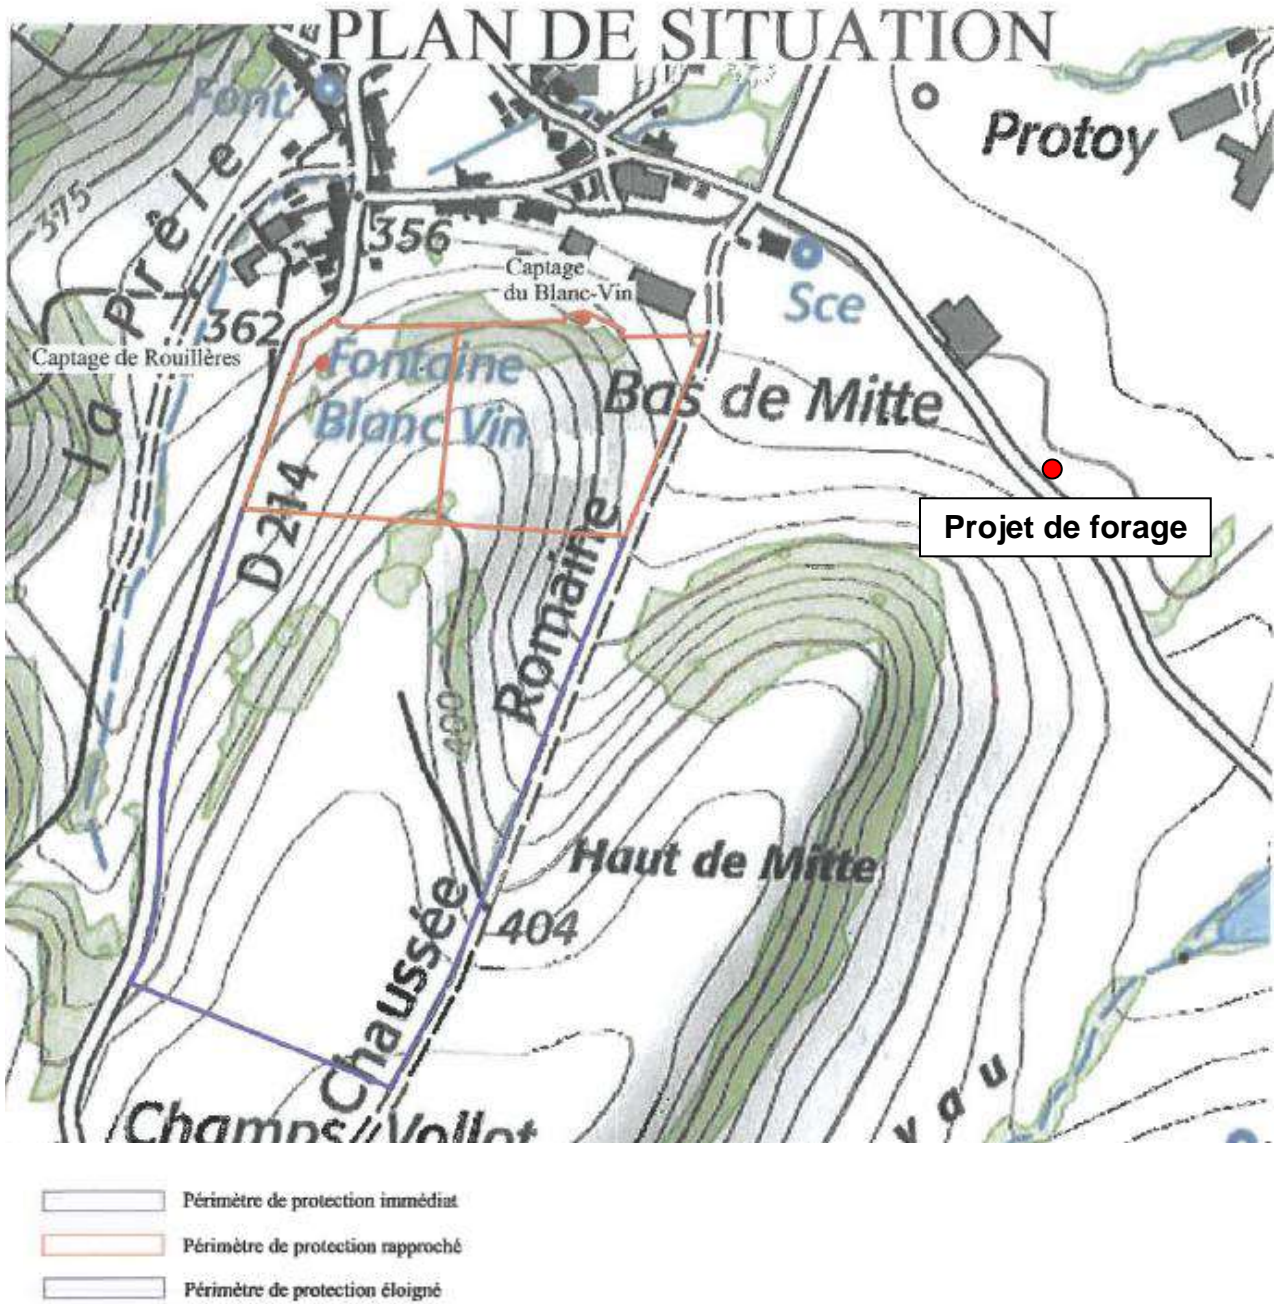 PLAN DE SITUATION
Font.
Protoy
375
la Prêle
356
Captage
du Blanc-Vin
Sce
362
Captage de Rouillères
Fontaine
Blanc Vin
Bas de Mitte
D 214
Projet de forage
Chaussée Romaine
400
Haut de Mitte
404
Champs Vollot
yau
Périmètre de protection immédiat
Périmètre de protection rapproché
Périmètre de protection éloigné